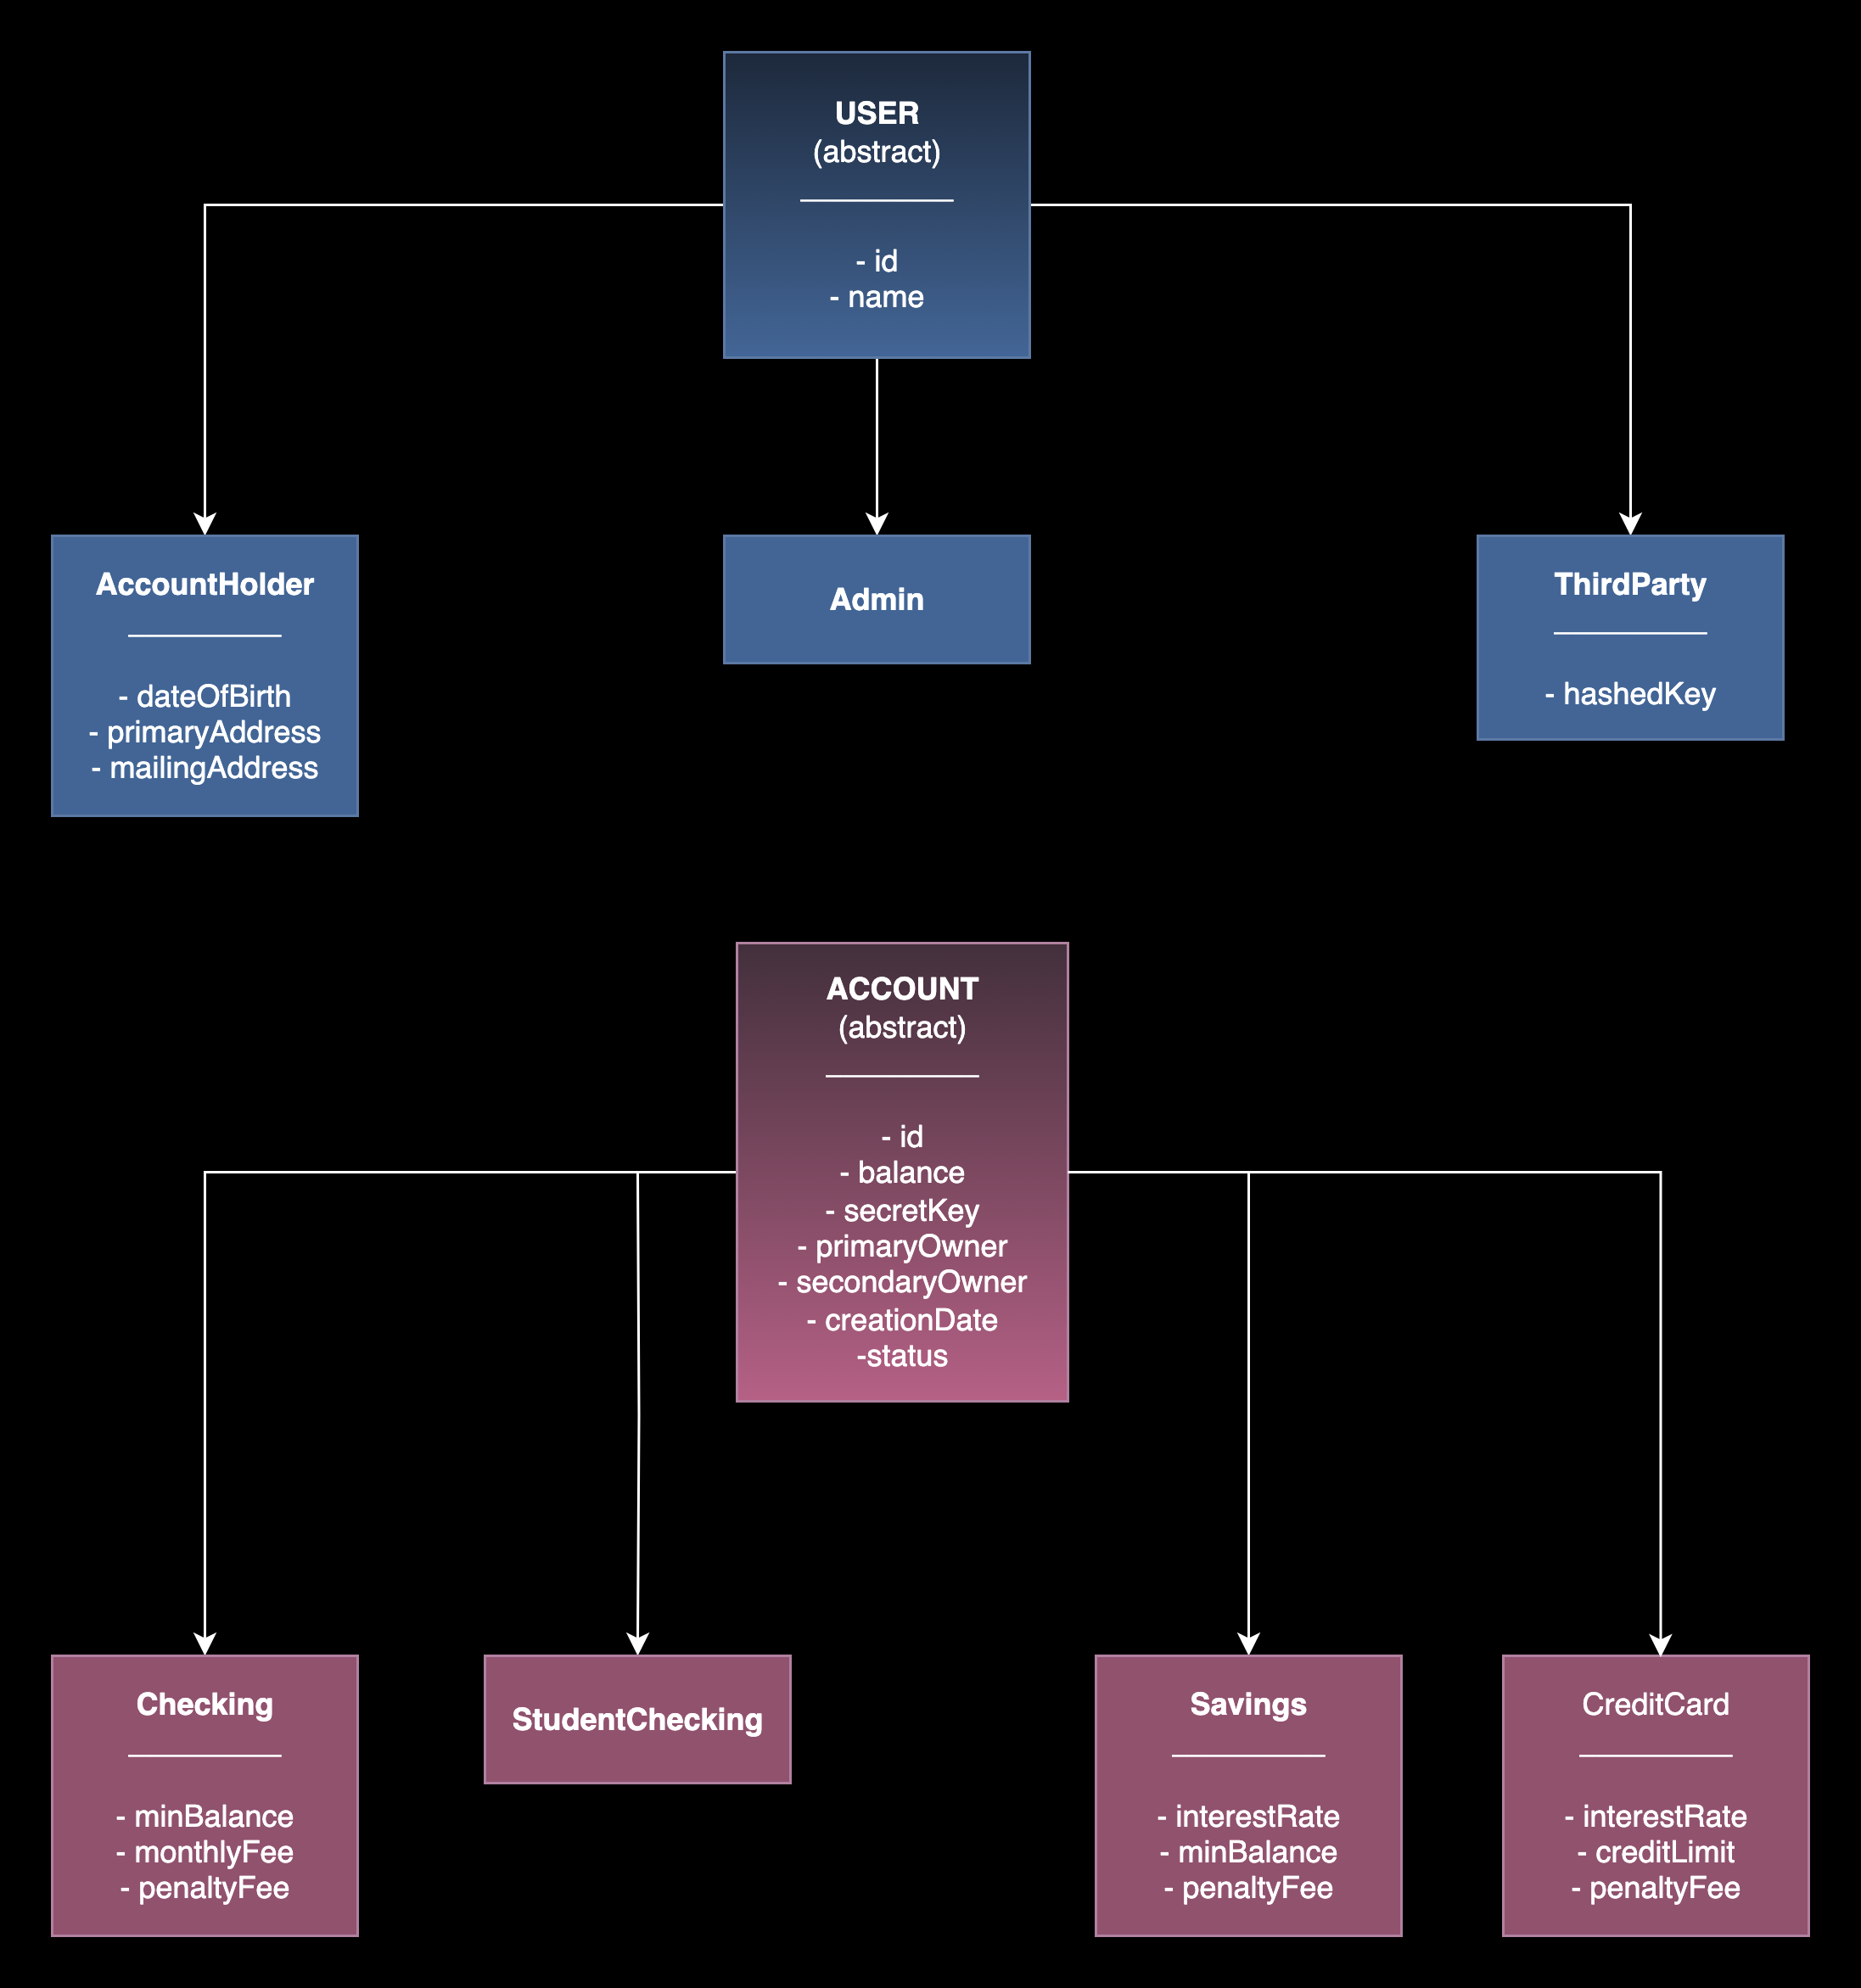 USER
(abstract)
- id
- name
AccountHolder
- dateOfBirth
- primaryAddress
- mailingAddress
Admin
ThirdParty
- hashedKey
ACCOUNT
(abstract)
- id
- balance
- secretKey
- primaryOwner
- secondaryOwner
- creationDate
-status
Checking
- minBalance
- monthlyFee
- penaltyFee
StudentChecking
Savings
- interestRate
- minBalance
- penaltyFee
CreditCard
- interestRate
- creditLimit
- penaltyFee